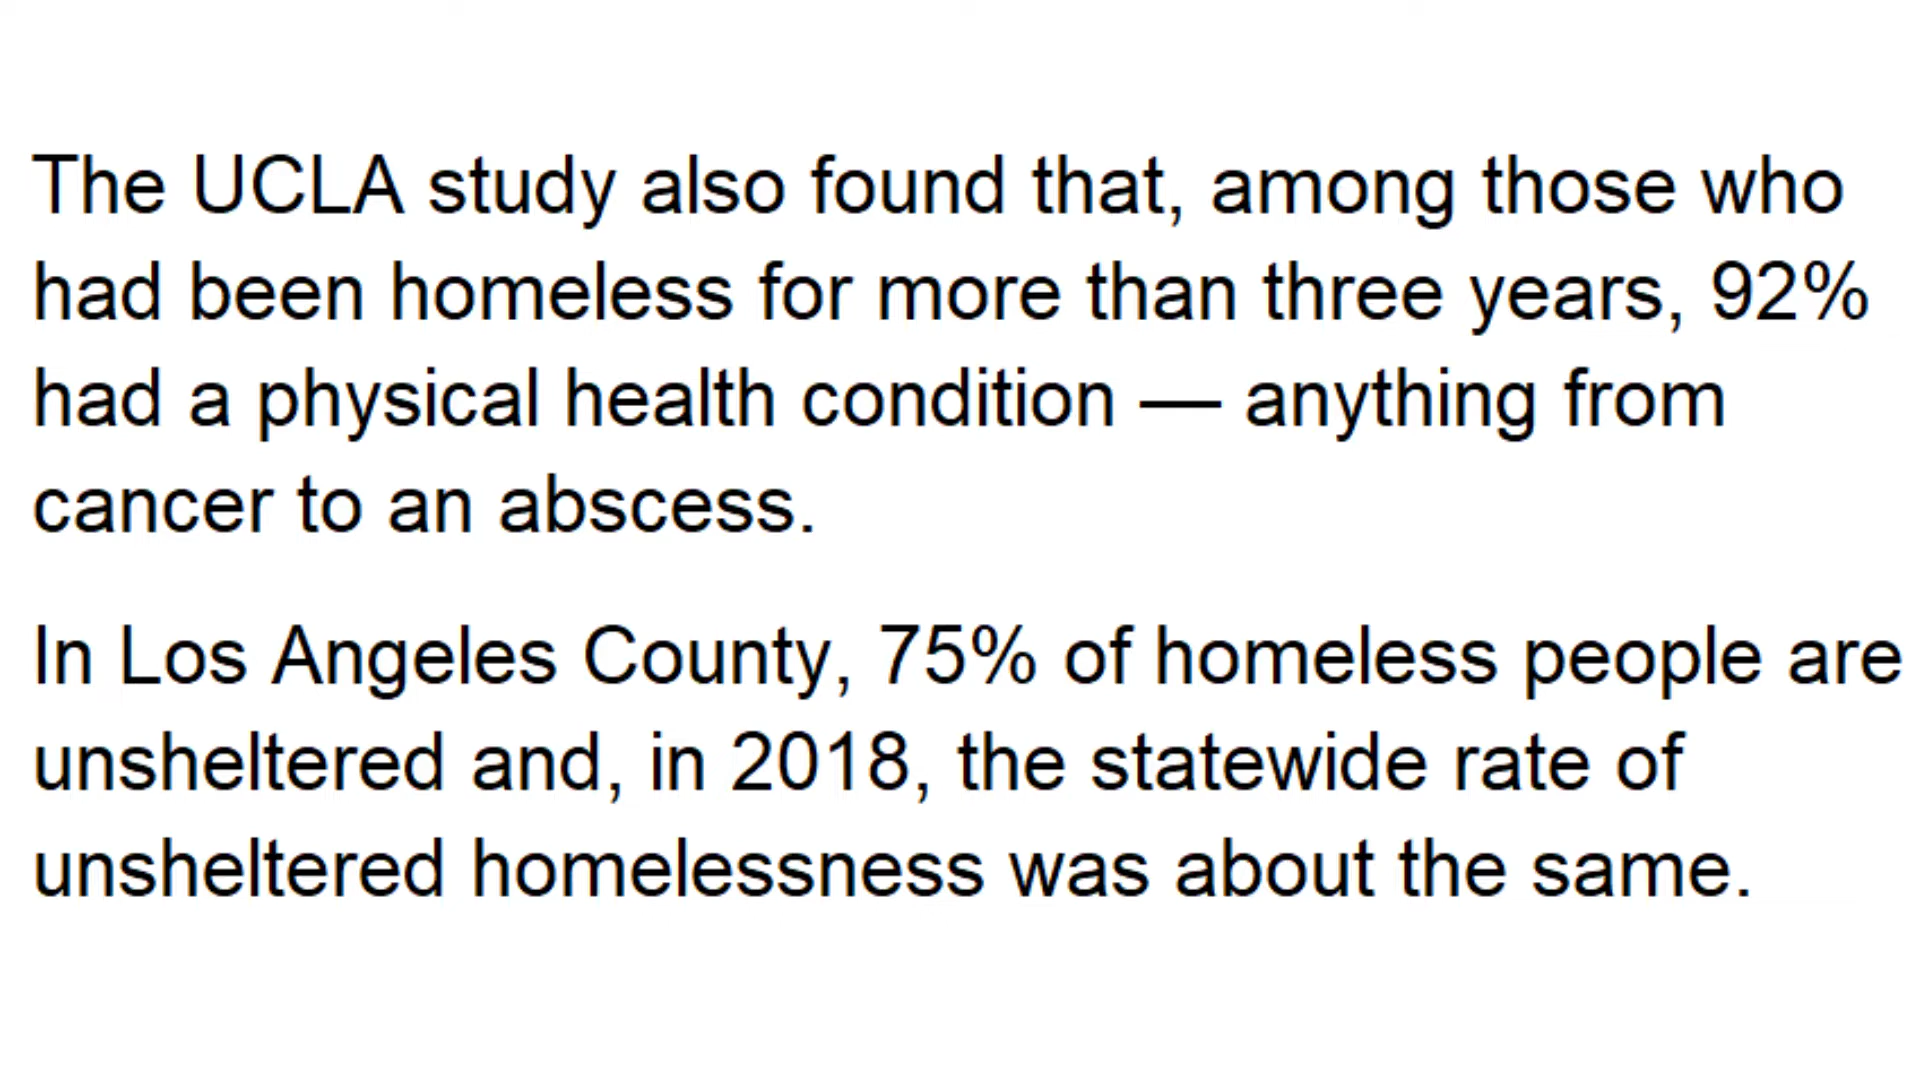 The UCLA study also found that, among those who
had been homeless for more than three years, 92%
had a physical health condition — anything from
cancer to an abscess.
In Los Angeles County, 75% of homeless people are
unsheltered and, in 2018, the statewide rate of
unsheltered homelessness was about the same.